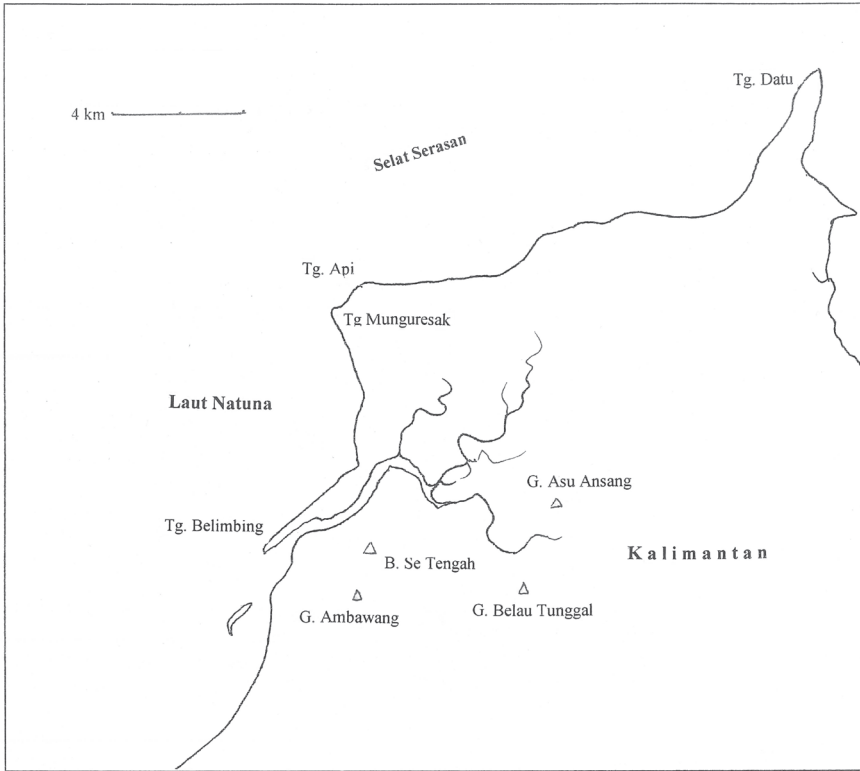 Tg. Datu
4 km
Selat Serasan
Tg. Api
Tg Munguresak
Laut Natuna
G. Asu Ansang
Tg. Belimbing
Kalimantan
B. Se Tengah
G. Ambawang
G. Belau Tunggal